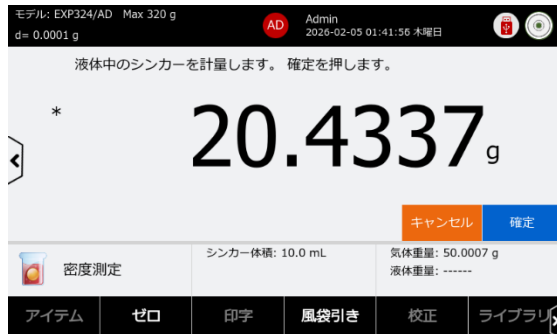 モデル: EXP324/AD Max 320 g
d= 0.0001 g
AD
Admin
2026-02-05 01:41:56 木曜日
液体中のシンカーを計量します。 確定を押します。
*
20.4337 g
キャンセル
確定
密度測定
シンカー体積: 10.0 mL
気体重量: 50.0007 g
液体重量: ------
アイテム
ゼロ
印字
風袋引き
校正
ライブラリ